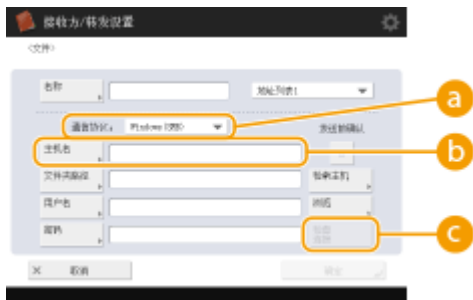 接收方/转发设置
<文件>
名称
地址列表1
通信协议:
Windows (SMB)
发送前确认
主机名
文件夹路径
检索主机
用户名
浏览
密码
× 取消
确定
a
b
c